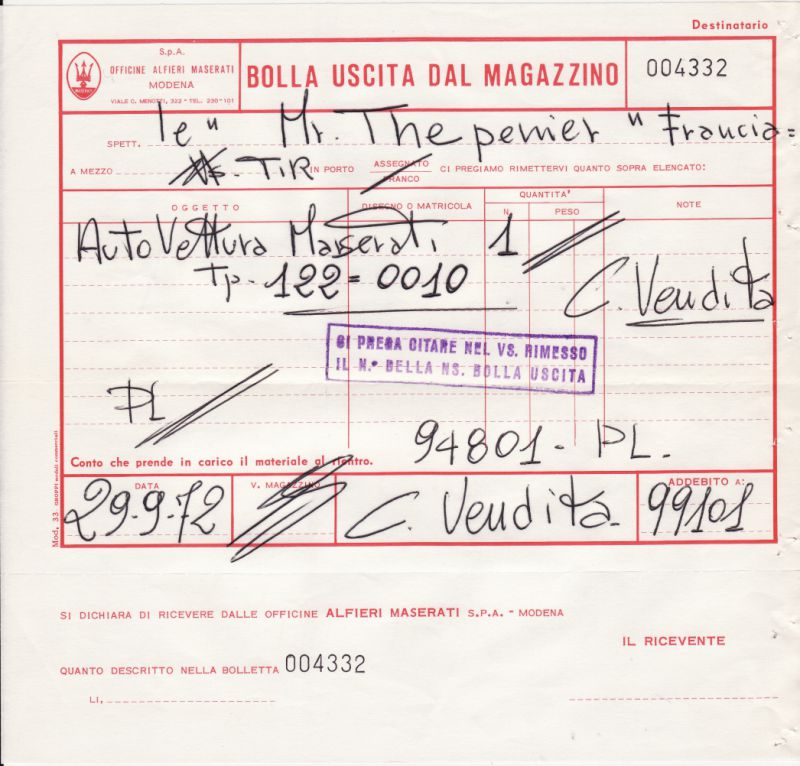 Destinatario
S.p.A.
OFFICINE ALFIERI MASERATI
MODENA
VIALE C. MENOTTI, 322 - TEL. 230-101
BOLLA USCITA DAL MAGAZZINO
004332
SPETT. le " Mr. Thepenier " Francia =
A MEZZO TIR IN PORTO ASSEGNATO FRANCO CI PREGIAMO RIMETTERVI QUANTO SOPRA ELENCATO:
OGGETTO DISEGNO O MATRICOLA QUANTITA' NOTE
N. PESO
AutoVettura Maserati 1
Tp. 122 = 0010
C. Vendita
SI PREGA CITARE NEL VS. RIMESSO
IL N.° DELLA NS. BOLLA USCITA
PL
94801 - PL.
Conto che prende in carico il materiale al rientro.
DATA V. MAGAZZINO ADDEBITO A:
29-9-72 C. Vendita 99101
Mod. 33
SI DICHIARA DI RICEVERE DALLE OFFICINE ALFIERI MASERATI S.P.A. - MODENA
IL RICEVENTE
QUANTO DESCRITTO NELLA BOLLETTA 004332
LI,